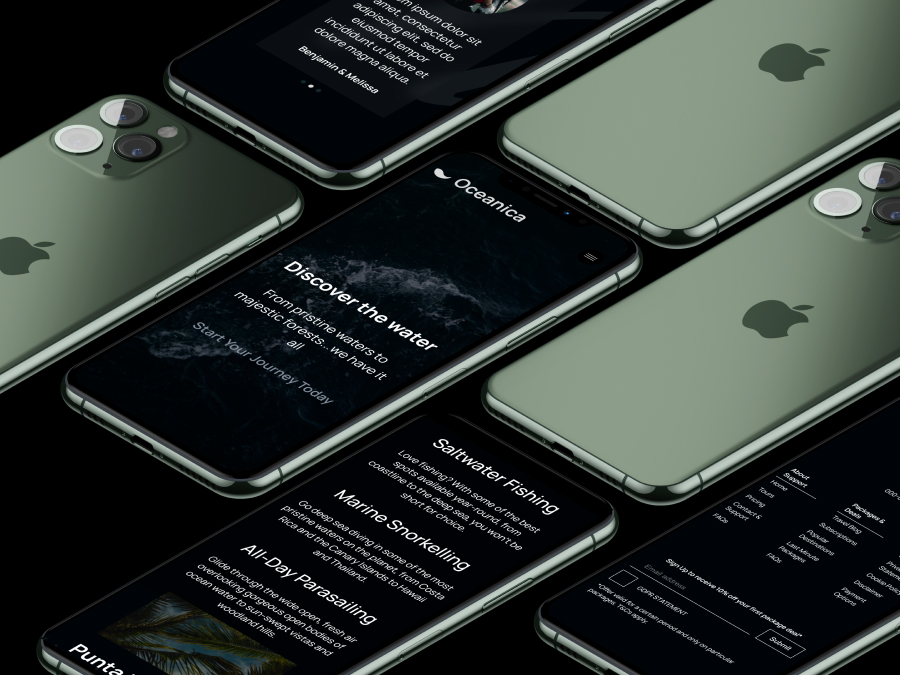 m ipsum dolor sit
amet, consectetur
adipiscing elit, sed do
eiusmod tempor
incididunt ut labore et
dolore magna aliqua.
Benjamin & Melissa
Oceanica
Discover the water
From pristine waters to
majestic forests...we have it
all
Start Your Journey Today
Saltwater Fishing
Love fishing? With some of the best
spots available year-round, from
coastline to the deep sea, you won't be
short for choice.
Marine Snorkelling
Go deep sea diving in some of the most
pristine waters on the planet, from Costa
Rica and the Canary Islands to Hawaii
and Thailand.
All-Day Parasailing
Glide through the wide open, fresh air
overlooking gorgeous open bodies of
ocean water to sun-swept vistas and
woodland hills.
Punta
About
Support
Home
Tours
Pricing
Contact &
Support
FAQs
Packages &
Deals
Travel Blog
Subscriptions
Popular
Destinations
Last Minute
Packages
FAQs
000
Cookie Policy
Disclaimer
Payment
Options
Sign Up to receive 10% off your first package deal*
Email address
GDPR STATEMENT
Submit
*Offer valid for a certain period and only on particular
packages. T&Cs apply.